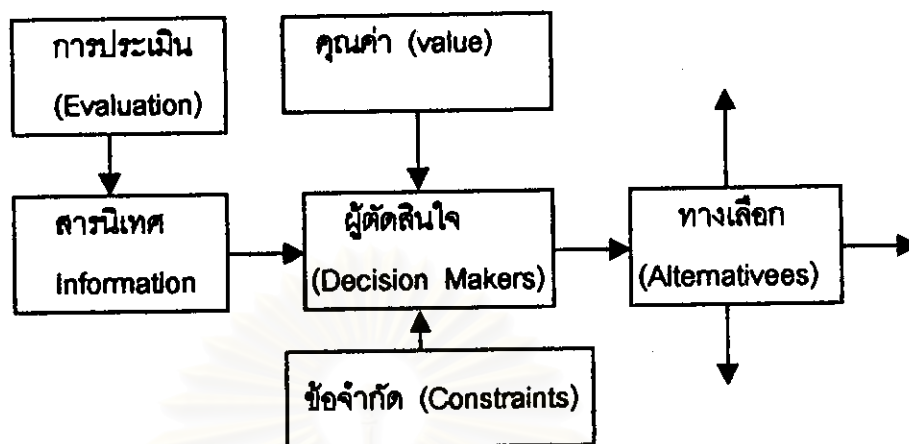 การประเมิน
(Evaluation)
คุณค่า (value)
สารนิเทศ
Information
ผู้ตัดสินใจ
(Decision Makers)
ทางเลือก
(Alternativees)
ข้อจำกัด (Constraints)